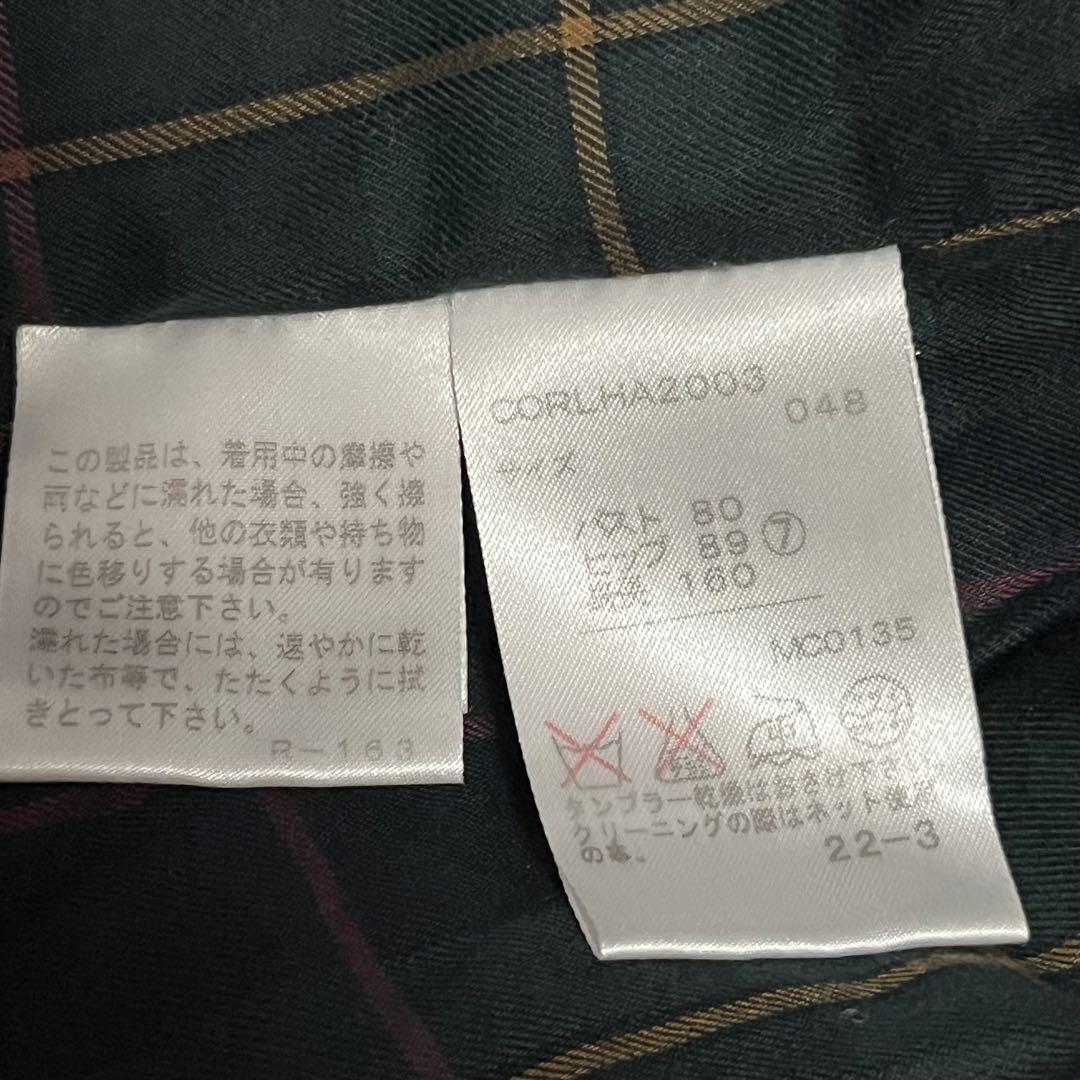 この製品は、着用中の摩擦や
雨などに濡れた場合、強く擦
られると、他の衣類や持ち物
に色移りする場合が有ります
のでご注意下さい。
濡れた場合には、速やかに乾
いた布等で、たたくように拭
きとって下さい。
R-163
CORLHA2003
048
サイズ
バスト 80
ヒップ 89 ⑦
身長 160
MC0135
タンブラー乾燥はおさけ下さい
クリーニングの際はネット使用
の事。
22-3